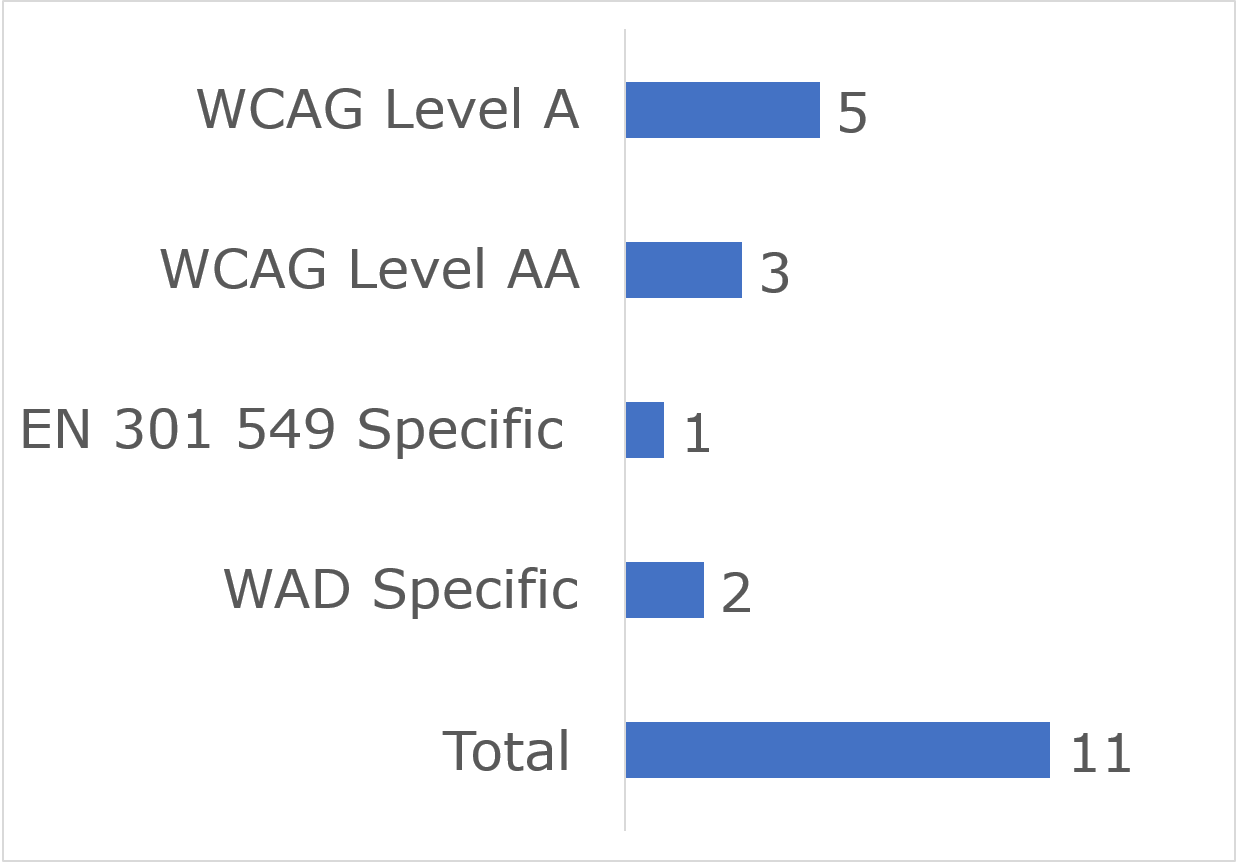 WCAG Level A 5
WCAG Level AA 3
EN 301 549 Specific 1
WAD Specific 2
Total 11